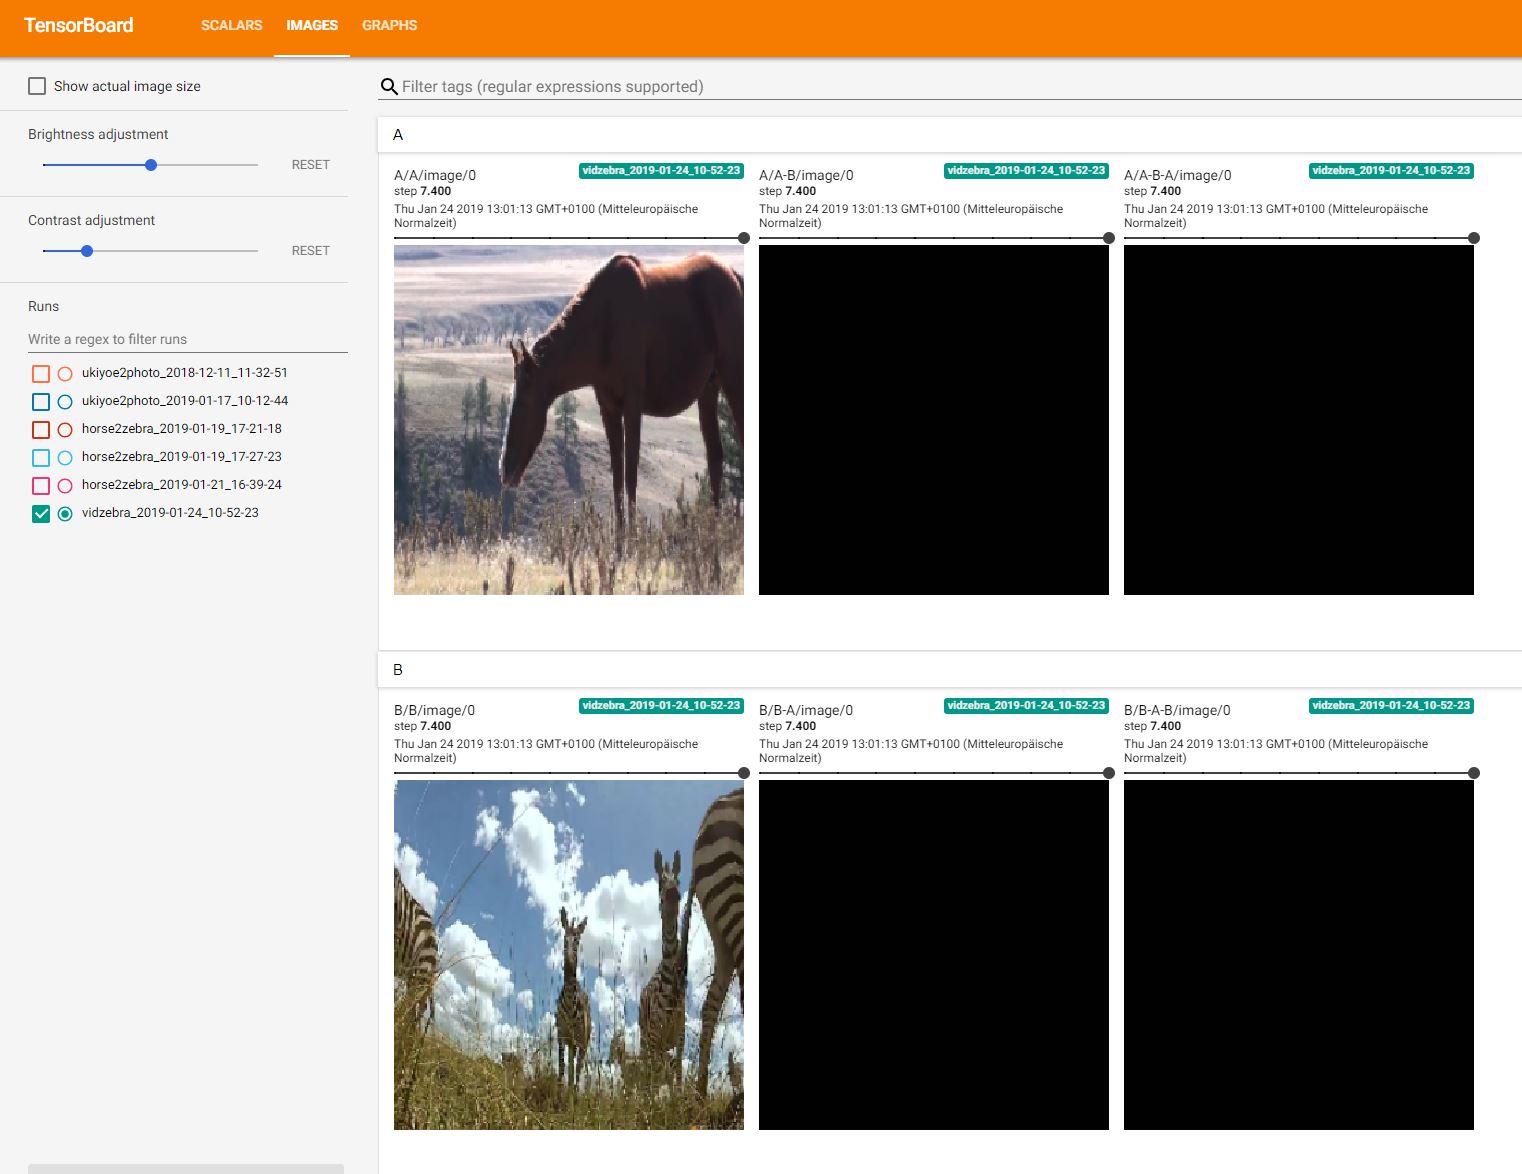 TensorBoard SCALARS IMAGES GRAPHS
Show actual image size
Brightness adjustment
RESET
Contrast adjustment
RESET
Runs
Write a regex to filter runs
ukiyoe2photo_2018-12-11_11-32-51
ukiyoe2photo_2019-01-17_10-12-44
horse2zebra_2019-01-19_17-21-18
horse2zebra_2019-01-19_17-27-23
horse2zebra_2019-01-21_16-39-24
vidzebra_2019-01-24_10-52-23
Filter tags (regular expressions supported)
A
A/A/image/0 vidzebra_2019-01-24_10-52-23
step 7.400
Thu Jan 24 2019 13:01:13 GMT+0100 (Mitteleuropäische
Normalzeit)
A/A-B/image/0 vidzebra_2019-01-24_10-52-23
step 7.400
Thu Jan 24 2019 13:01:13 GMT+0100 (Mitteleuropäische
Normalzeit)
A/A-B-A/image/0 vidzebra_2019-01-24_10-52-23
step 7.400
Thu Jan 24 2019 13:01:13 GMT+0100 (Mitteleuropäische
Normalzeit)
B
B/B/image/0 vidzebra_2019-01-24_10-52-23
step 7.400
Thu Jan 24 2019 13:01:13 GMT+0100 (Mitteleuropäische
Normalzeit)
B/B-A/image/0 vidzebra_2019-01-24_10-52-23
step 7.400
Thu Jan 24 2019 13:01:13 GMT+0100 (Mitteleuropäische
Normalzeit)
B/B-A-B/image/0 vidzebra_2019-01-24_10-52-23
step 7.400
Thu Jan 24 2019 13:01:13 GMT+0100 (Mitteleuropäische
Normalzeit)